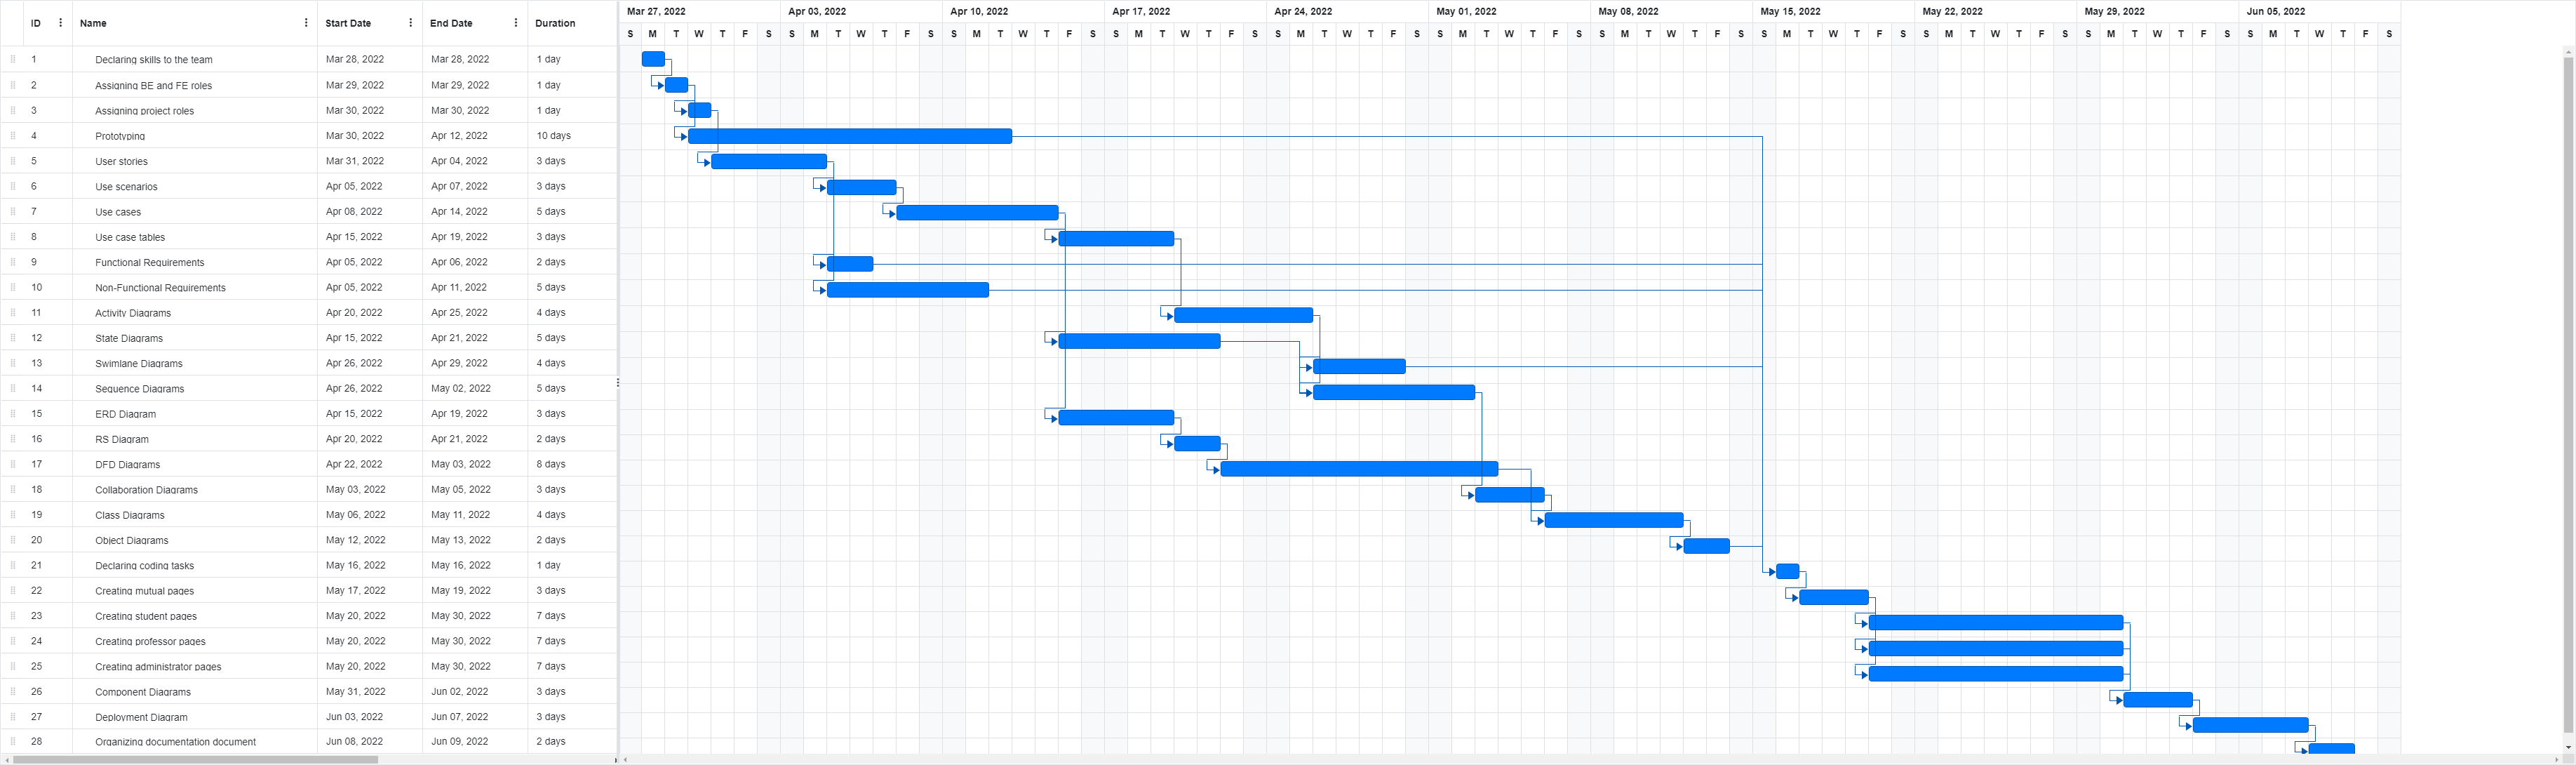 ID Name Start Date End Date Duration
Mar 27, 2022 Apr 03, 2022 Apr 10, 2022 Apr 17, 2022 Apr 24, 2022 May 01, 2022 May 08, 2022 May 15, 2022 May 22, 2022 May 29, 2022 Jun 05, 2022
S M T W T F S S M T W T F S S M T W T F S S M T W T F S S M T W T F S S M T W T F S S M T W T F S S M T W T F S S M T W T F S S M T W T F S S M T W T F S
1 Declaring skills to the team Mar 28, 2022 Mar 28, 2022 1 day
2 Assigning BE and FE roles Mar 29, 2022 Mar 29, 2022 1 day
3 Assigning project roles Mar 30, 2022 Mar 30, 2022 1 day
4 Prototyping Mar 30, 2022 Apr 12, 2022 10 days
5 User stories Mar 31, 2022 Apr 04, 2022 3 days
6 Use scenarios Apr 05, 2022 Apr 07, 2022 3 days
7 Use cases Apr 08, 2022 Apr 14, 2022 5 days
8 Use case tables Apr 15, 2022 Apr 19, 2022 3 days
9 Functional Requirements Apr 05, 2022 Apr 06, 2022 2 days
10 Non-Functional Requirements Apr 05, 2022 Apr 11, 2022 5 days
11 Activity Diagrams Apr 20, 2022 Apr 25, 2022 4 days
12 State Diagrams Apr 15, 2022 Apr 21, 2022 5 days
13 Swimlane Diagrams Apr 26, 2022 Apr 29, 2022 4 days
14 Sequence Diagrams Apr 26, 2022 May 02, 2022 5 days
15 ERD Diagram Apr 15, 2022 Apr 19, 2022 3 days
16 RS Diagram Apr 20, 2022 Apr 21, 2022 2 days
17 DFD Diagrams Apr 22, 2022 May 03, 2022 8 days
18 Collaboration Diagrams May 03, 2022 May 05, 2022 3 days
19 Class Diagrams May 06, 2022 May 11, 2022 4 days
20 Object Diagrams May 12, 2022 May 13, 2022 2 days
21 Declaring coding tasks May 16, 2022 May 16, 2022 1 day
22 Creating mutual pages May 17, 2022 May 19, 2022 3 days
23 Creating student pages May 20, 2022 May 30, 2022 7 days
24 Creating professor pages May 20, 2022 May 30, 2022 7 days
25 Creating administrator pages May 20, 2022 May 30, 2022 7 days
26 Component Diagrams May 31, 2022 Jun 02, 2022 3 days
27 Deployment Diagram Jun 03, 2022 Jun 07, 2022 3 days
28 Organizing documentation document Jun 08, 2022 Jun 09, 2022 2 days